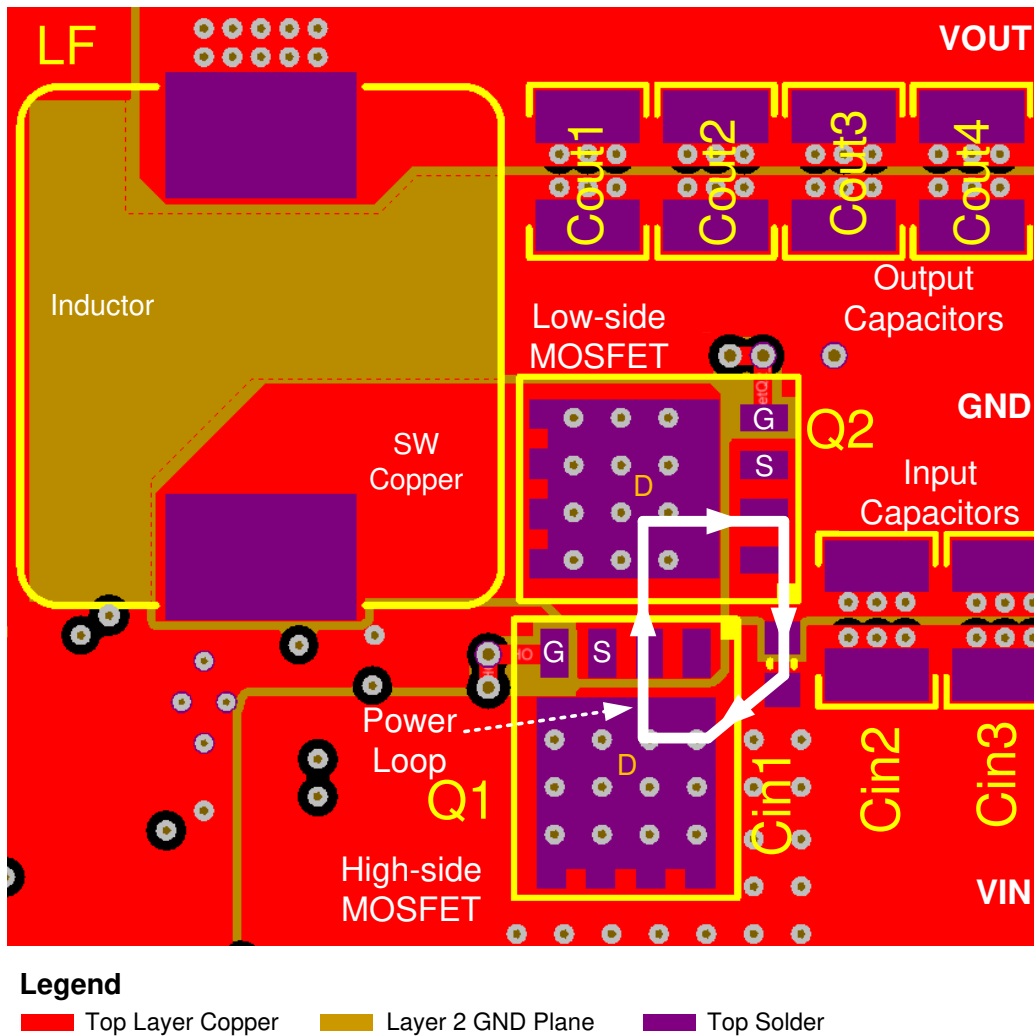 LF
VOUT
Cout1
Cout2
Cout3
Cout4
Inductor
Output
Capacitors
Low-side
MOSFET
GND
G
Q2
SW
Copper
S
D
Input
Capacitors
G
S
HO
Power
Loop
D
Q1
Cin1
Cin2
Cin3
High-side
MOSFET
VIN
Legend
Top Layer Copper
Layer 2 GND Plane
Top Solder